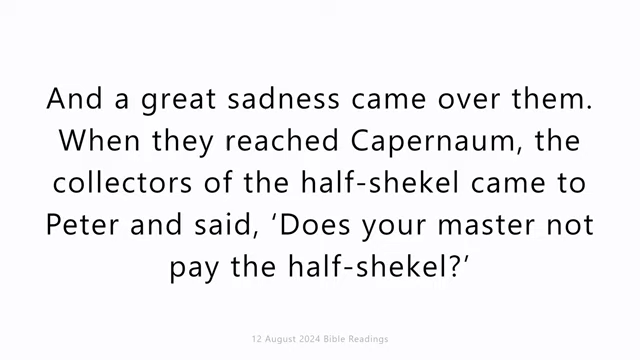 And a great sadness came over them.
When they reached Capernaum, the
collectors of the half-shekel came to
Peter and said, ‘Does your master not
pay the half-shekel?’
12 August 2024 Bible Readings